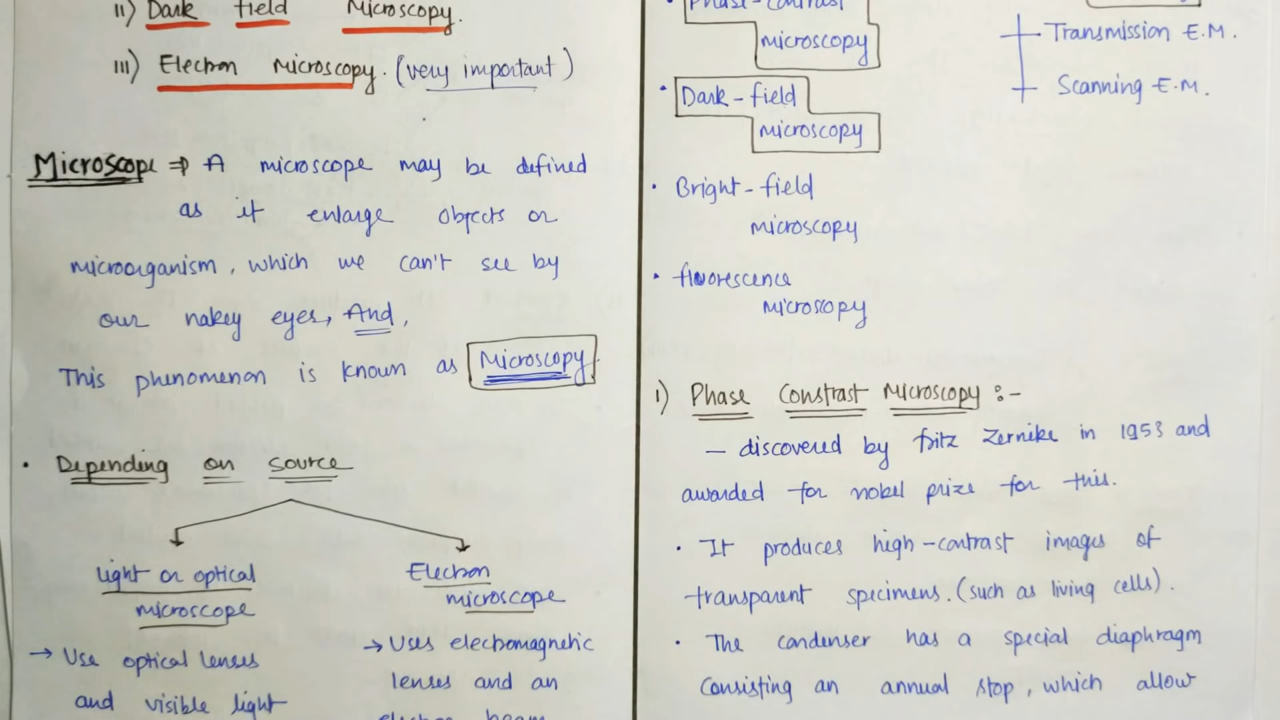 ii) Dark field Microscopy.
iii) Electron Microscopy. (very important)
Microscope ⇒ A microscope may be defined
as it enlarge objects or
microorganism, which we can't see by
our nakey eyes, And,
This phenomenon is known as Microscopy.
• Depending on source
light or optical
microscope
→ Use optical lenses
and visible light
Electron
microscope
→ Uses electromagnetic
lenses and an
electron beam
• Phase-contrast
microscopy
• Dark-field
microscopy
• Bright-field
microscopy
• fluorescence
microscopy
Transmission E.M.
Scanning E.M.
i) Phase Constrast Microscopy :-
— discovered by fritz Zernike in 1953 and
awarded for nobel prize for this.
• It produces high-contrast images of
transparent specimens. (such as living cells).
• The condenser has a special diaphragm
Consisting an annual stop, which allow